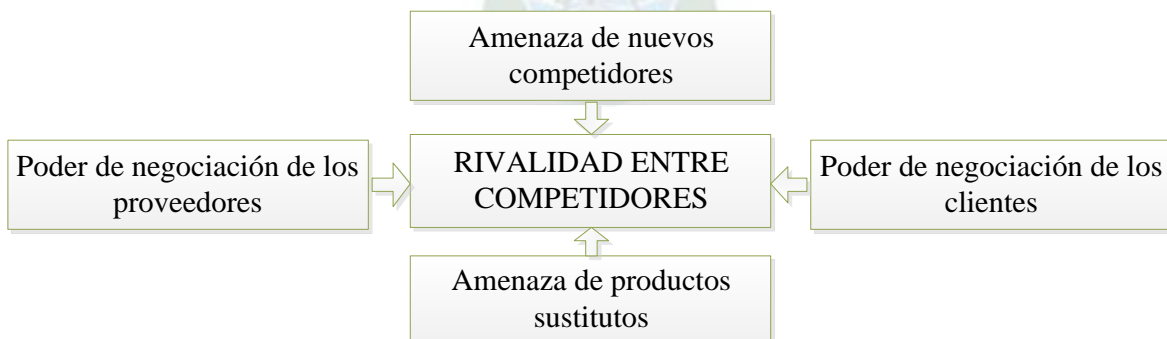 Amenaza de nuevos
competidores
Poder de negociación de los
proveedores
RIVALIDAD ENTRE
COMPETIDORES
Poder de negociación de los
clientes
Amenaza de productos
sustitutos